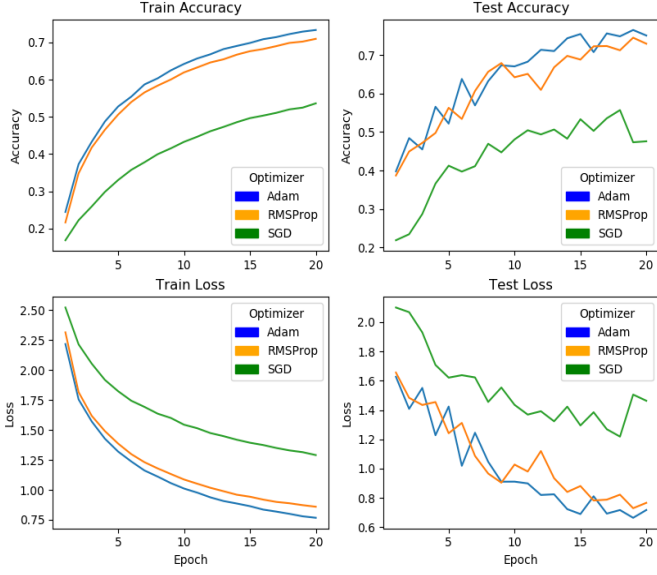 Train Accuracy
Accuracy
0.7
0.6
0.5
0.4
0.3
0.2
5
10
15
20
Optimizer
Adam
RMSProp
SGD
Test Accuracy
Accuracy
0.7
0.6
0.5
0.4
0.3
0.2
5
10
15
20
Optimizer
Adam
RMSProp
SGD
Train Loss
Loss
2.50
2.25
2.00
1.75
1.50
1.25
1.00
0.75
5
10
15
20
Epoch
Optimizer
Adam
RMSProp
SGD
Test Loss
Loss
2.0
1.8
1.6
1.4
1.2
1.0
0.8
0.6
5
10
15
20
Epoch
Optimizer
Adam
RMSProp
SGD